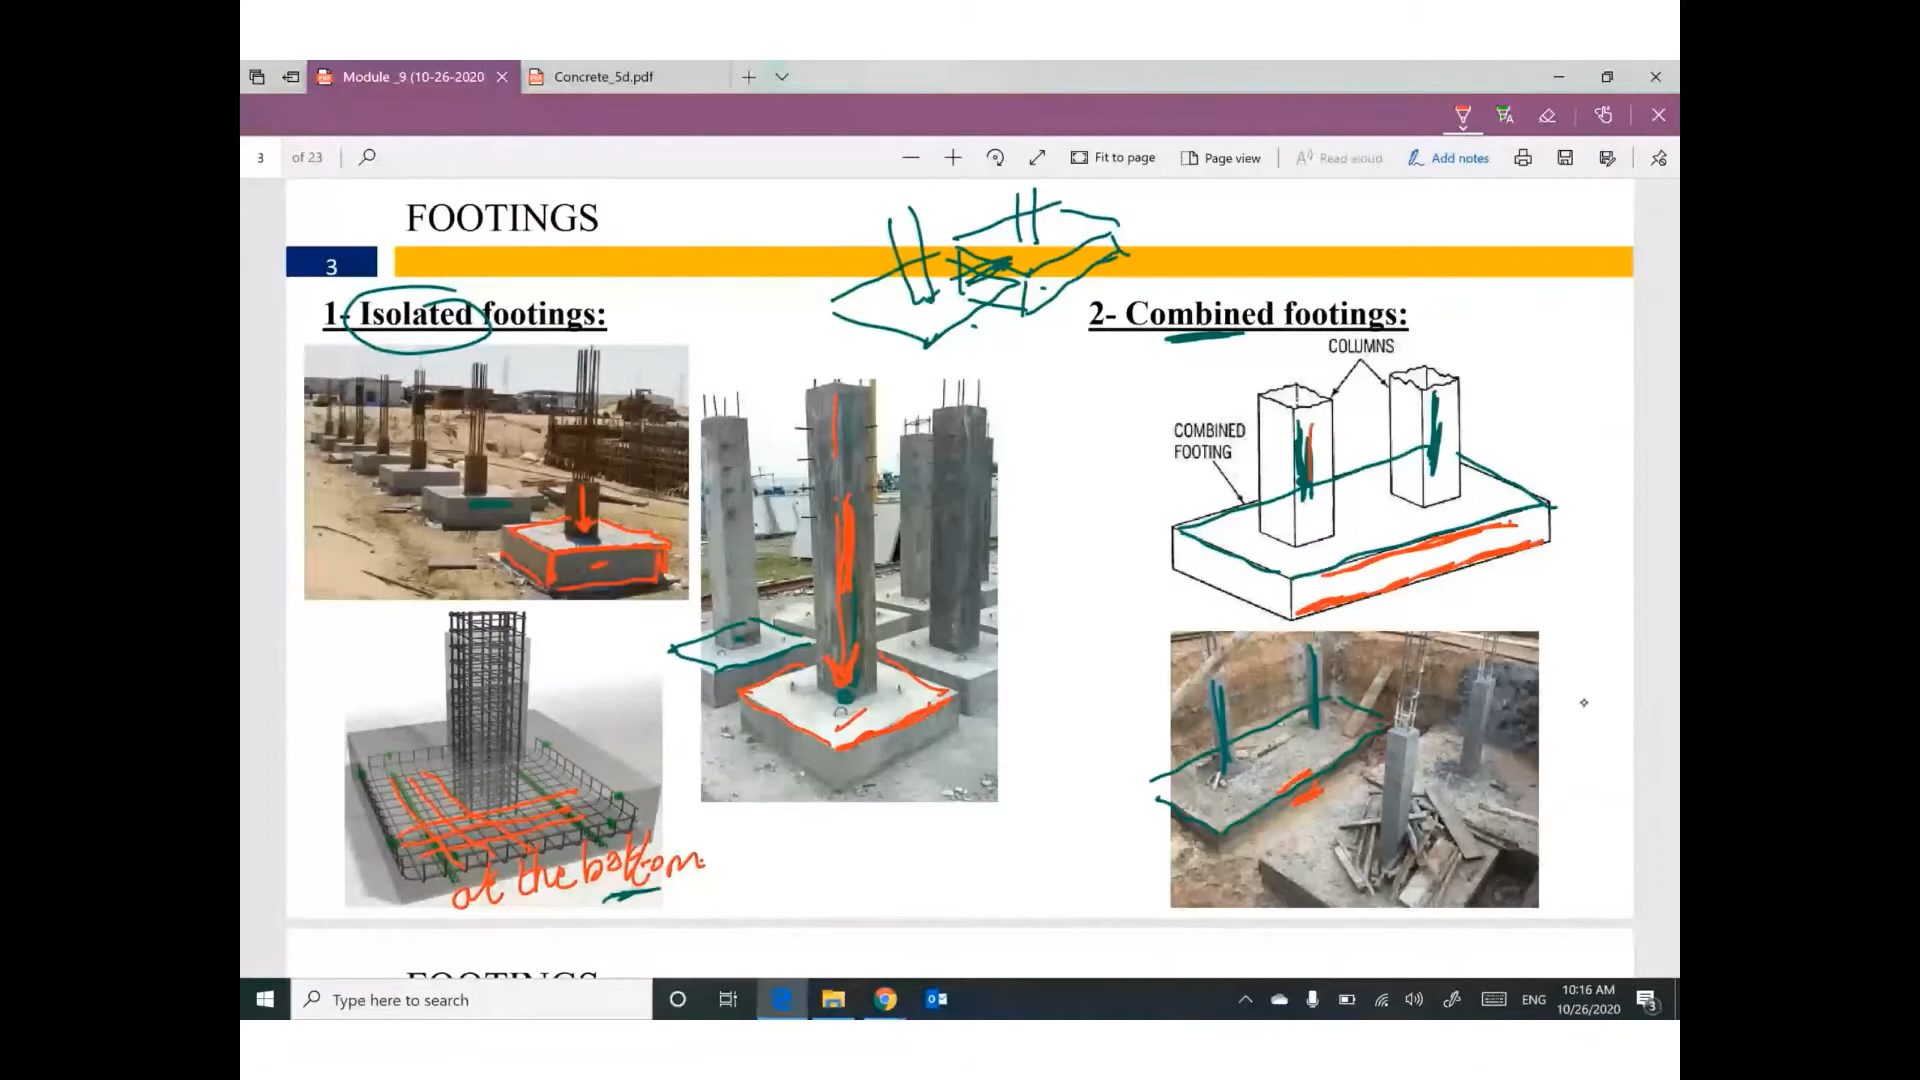 Module _9 (10-26-2020
Concrete_5d.pdf
3 of 23
Fit to page
Page view
Read aloud
Add notes
FOOTINGS
3
1- Isolated footings:
2- Combined footings:
COLUMNS
COMBINED
FOOTING
at the bottom
FOOTINGS
Type here to search
ENG
10:16 AM
10/26/2020
3